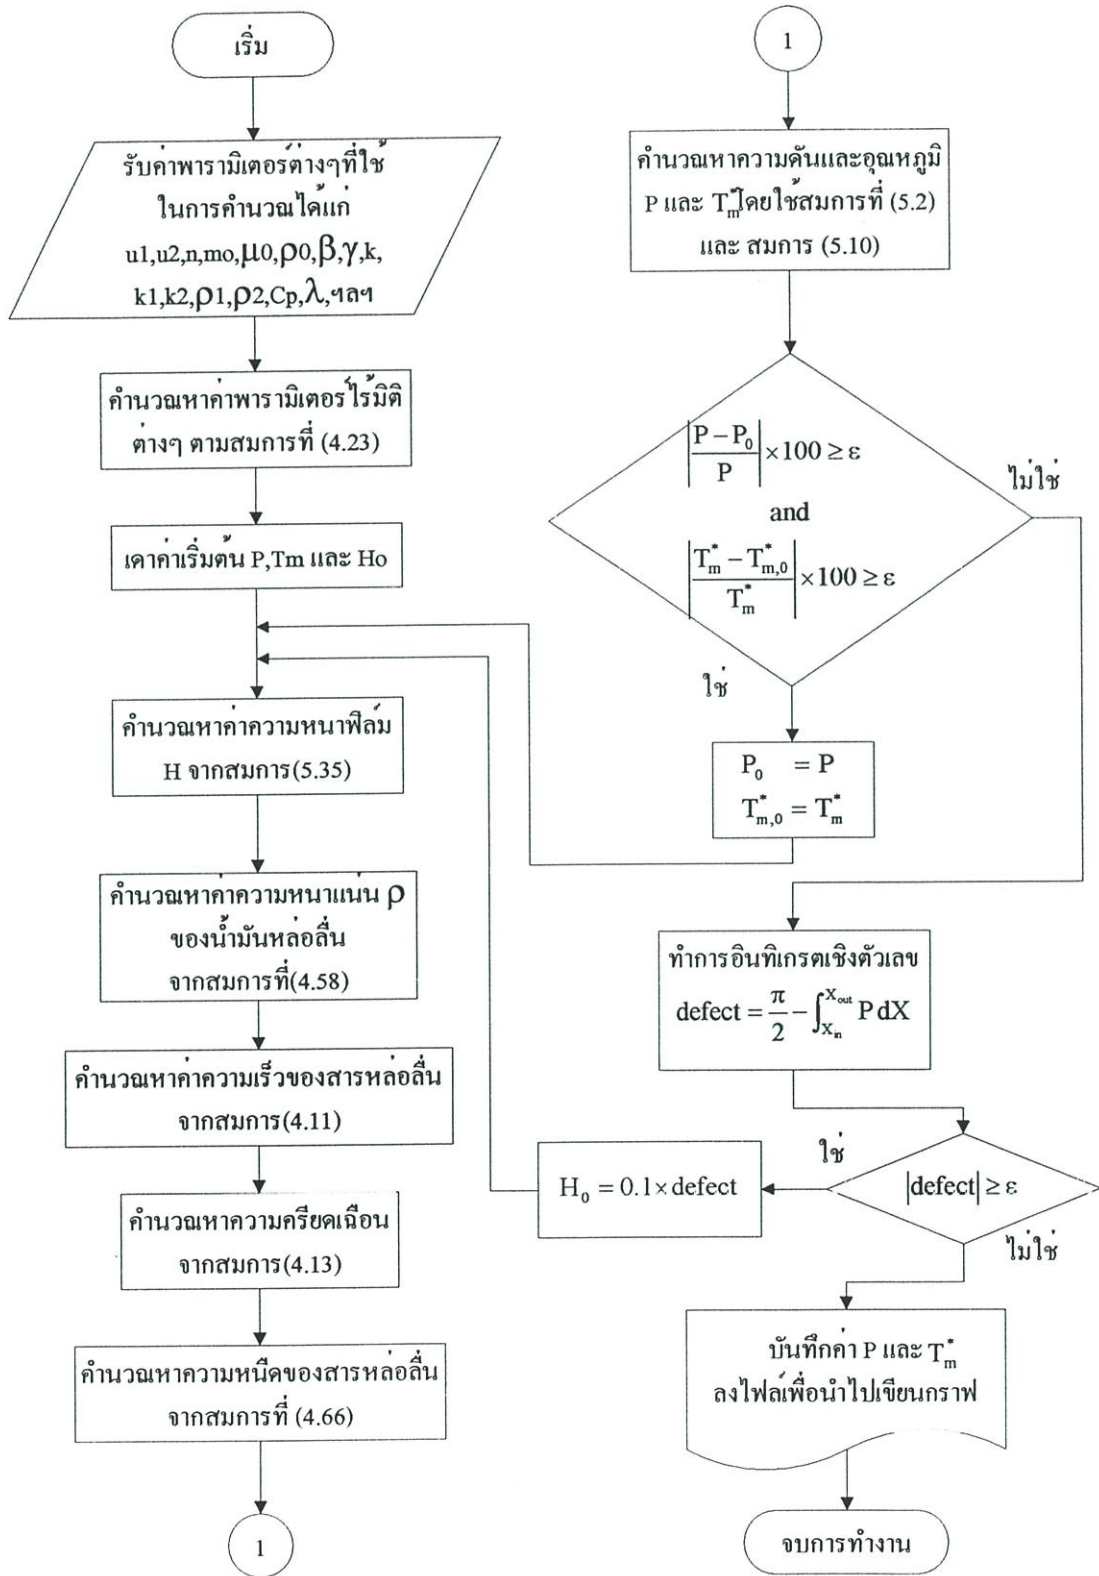 เริ่ม
รับค่าพารามิเตอร์ต่างๆที่ใช้
ในการคำนวณได้แก่
u1,u2,n,mo,μ0,ρ0,β,γ,k,
k1,k2,ρ1,ρ2,Cp,λ,ฯลฯ
คำนวณหาค่าพารามิเตอร์ไร้มิติ
ต่างๆ ตามสมการที่ (4.23)
เดาค่าเริ่มต้น P,Tm และ Ho
คำนวณหาค่าความหนาฟิล์ม
H จากสมการ(5.35)
คำนวณหาค่าความหนาแน่น ρ
ของน้ำมันหล่อลื่น
จากสมการที่(4.58)
คำนวณหาค่าความเร็วของสารหล่อลื่น
จากสมการ(4.11)
คำนวณหาความเครียดเฉือน
จากสมการ(4.13)
คำนวณหาความหนืดของสารหล่อลื่น
จากสมการที่ (4.66)
1
1
คำนวณหาความดันและอุณหภูมิ
P และ T_m^* โดยใช้สมการที่ (5.2)
และ สมการ (5.10)
|(P − P_0)/P| × 100 ≥ ε
and
|(T_m^* − T_{m,0}^*)/T_m^*| × 100 ≥ ε
ไม่ใช่
ใช่
P_0 = P
T_{m,0}^* = T_m^*
ทำการอินทิเกรตเชิงตัวเลข
defect = π/2 − ∫_{X_in}^{X_out} P dX
ใช่
|defect| ≥ ε
H_0 = 0.1×defect
ไม่ใช่
บันทึกค่า P และ T_m^*
ลงไฟล์เพื่อนำไปเขียนกราฟ
จบการทำงาน